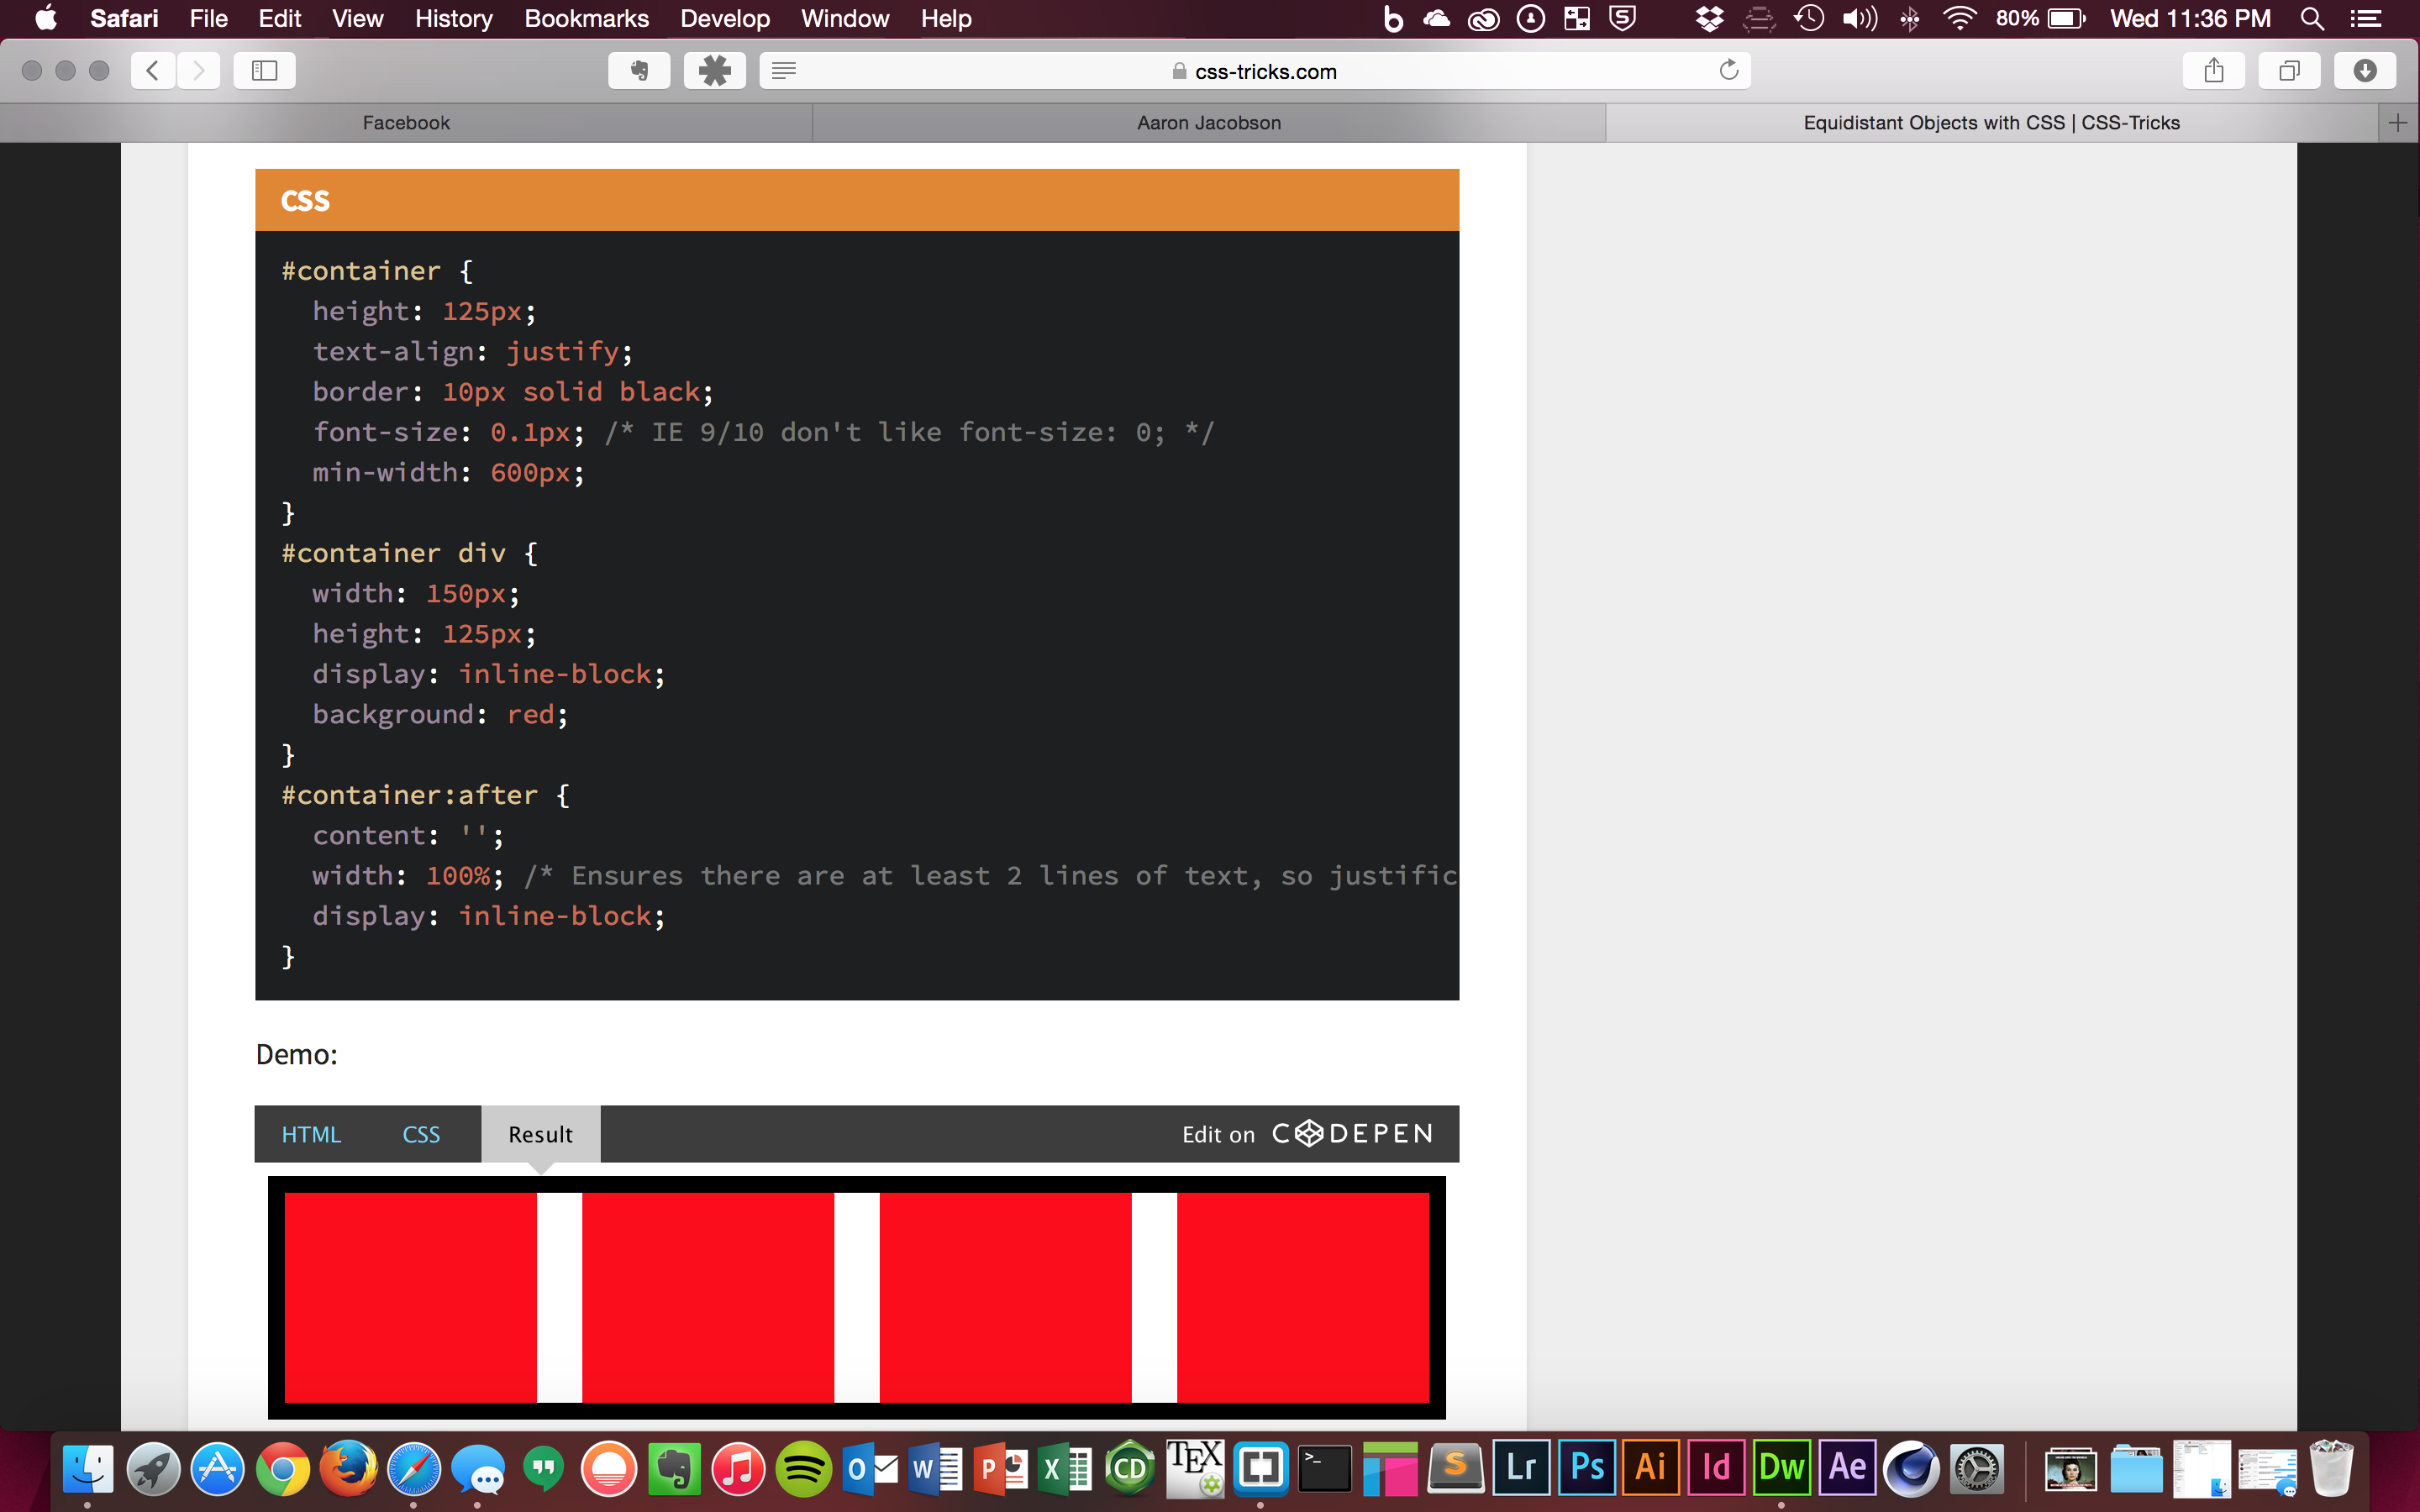 Safari File Edit View History Bookmarks Develop Window Help 80% Wed 11:36 PM
css-tricks.com
Facebook Aaron Jacobson Equidistant Objects with CSS | CSS-Tricks
CSS
#container {
height: 125px;
text-align: justify;
border: 10px solid black;
font-size: 0.1px; /* IE 9/10 don't like font-size: 0; */
min-width: 600px;
}
#container div {
width: 150px;
height: 125px;
display: inline-block;
background: red;
}
#container:after {
content: '';
width: 100%; /* Ensures there are at least 2 lines of text, so justific
display: inline-block;
}
Demo:
HTML CSS Result Edit on CODEPEN
O W P X CD TEX >_ S Lr Ps Ai Id Dw Ae